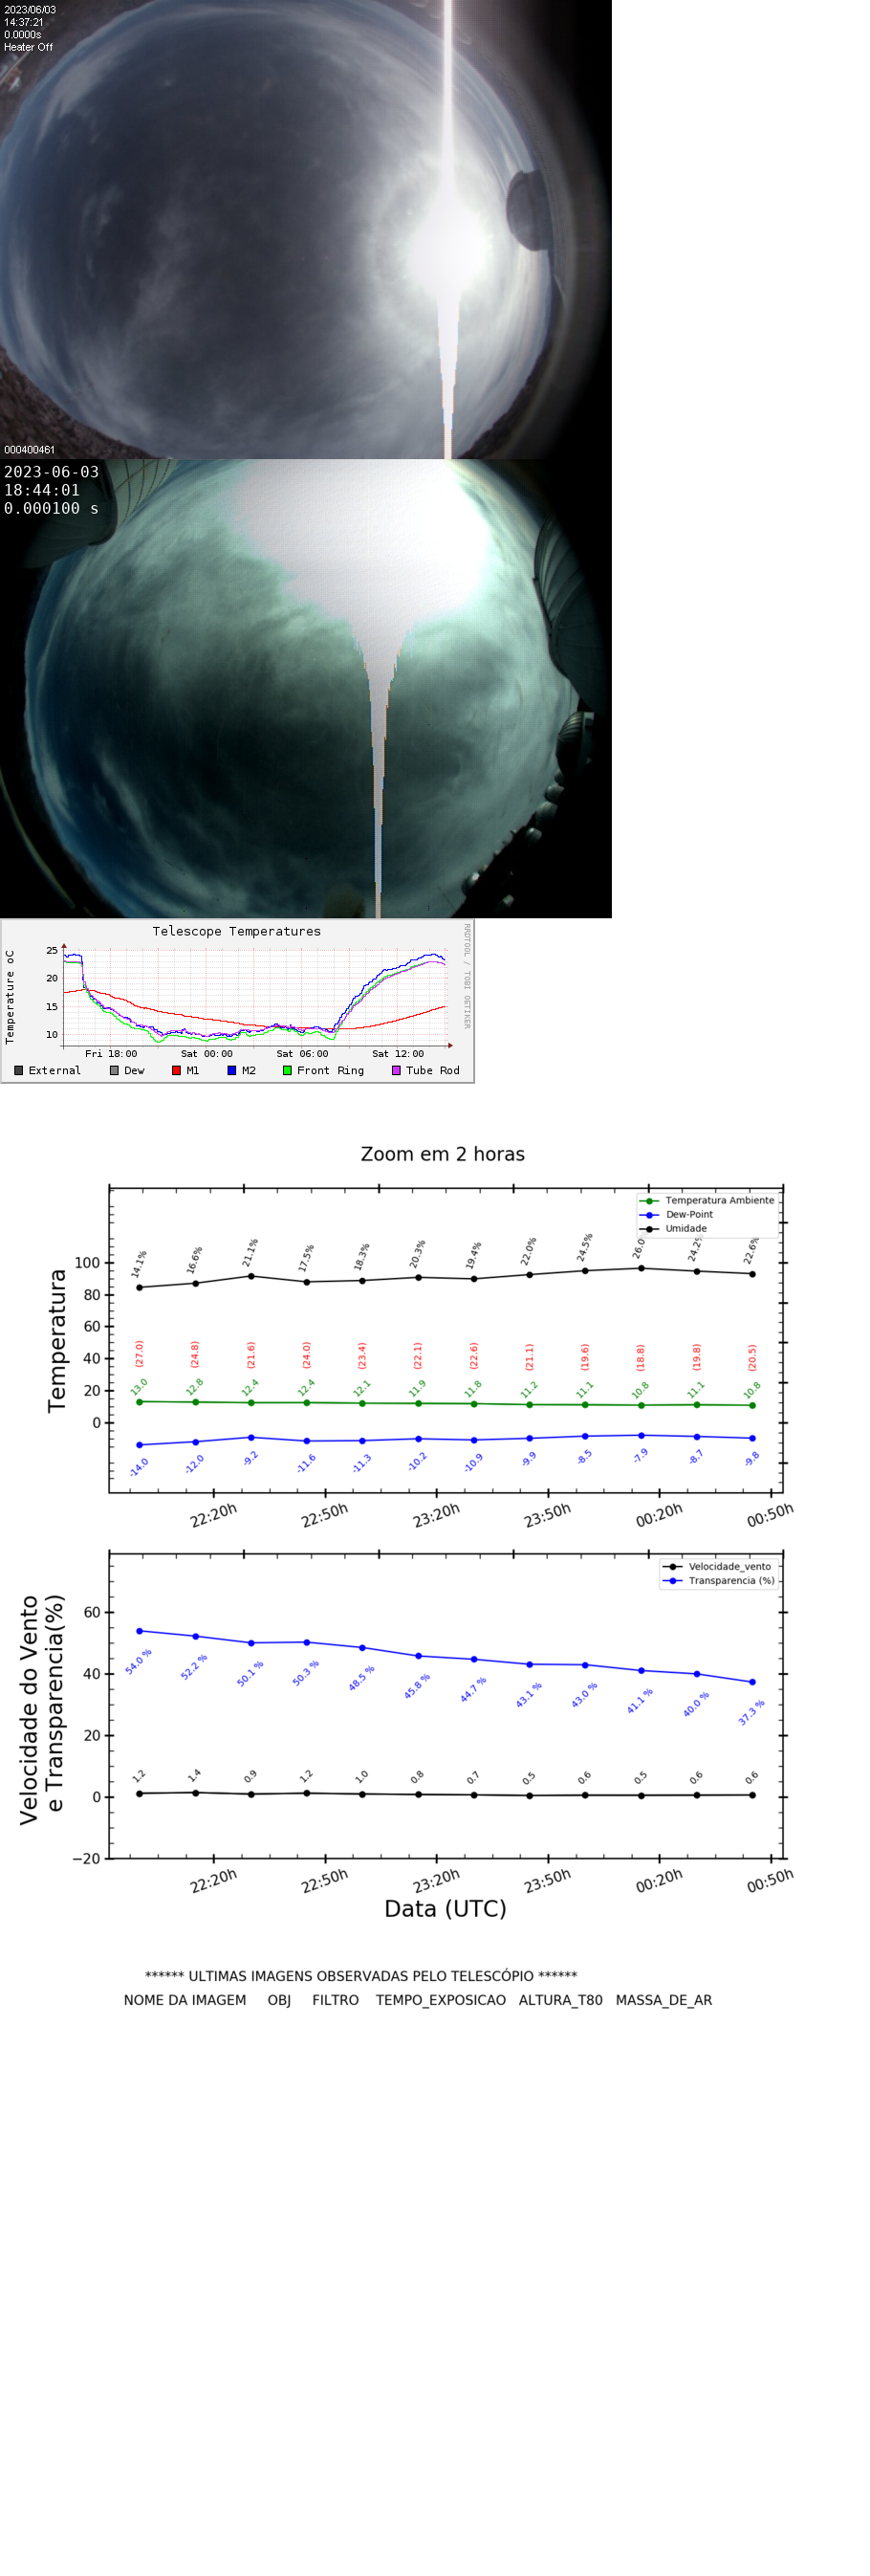 2023/06/03
14:37:21
0.0000s
Heater Off
000400461
2023-06-03
18:44:01
0.000100 s
Telescope Temperatures
RRDTOOL / TOBI OETIKER
Temperature oC
25
20
15
10
Fri 18:00 Sat 00:00 Sat 06:00 Sat 12:00
External Dew M1 M2 Front Ring Tube Rod
Zoom em 2 horas
Temperatura Ambiente
Dew-Point
Umidade
Temperatura
100
80
60
40
20
0
14.1% 16.6% 21.1% 17.5% 18.3% 20.3% 19.4% 22.0% 24.5% 26.0 24.2% 22.6%
(27.0) (24.8) (21.6) (24.0) (23.4) (22.1) (22.6) (21.1) (19.6) (18.8) (19.8) (20.5)
13.0 12.8 12.4 12.4 12.1 11.9 11.8 11.2 11.1 10.8 11.1 10.8
-14.0 -12.0 -9.2 -11.6 -11.3 -10.2 -10.9 -9.9 -8.5 -7.9 -8.7 -9.8
22:20h 22:50h 23:20h 23:50h 00:20h 00:50h
Velocidade_vento
Transparencia (%)
Velocidade do Vento
e Transparencia(%)
60
40
20
0
−20
54.0 % 52.2 % 50.1 % 50.3 % 48.5 % 45.8 % 44.7 % 43.1 % 43.0 % 41.1 % 40.0 % 37.3 %
1.2 1.4 0.9 1.2 1.0 0.8 0.7 0.5 0.6 0.5 0.6 0.6
22:20h 22:50h 23:20h 23:50h 00:20h 00:50h
Data (UTC)
****** ULTIMAS IMAGENS OBSERVADAS PELO TELESCÓPIO ******
NOME DA IMAGEM OBJ FILTRO TEMPO_EXPOSICAO ALTURA_T80 MASSA_DE_AR